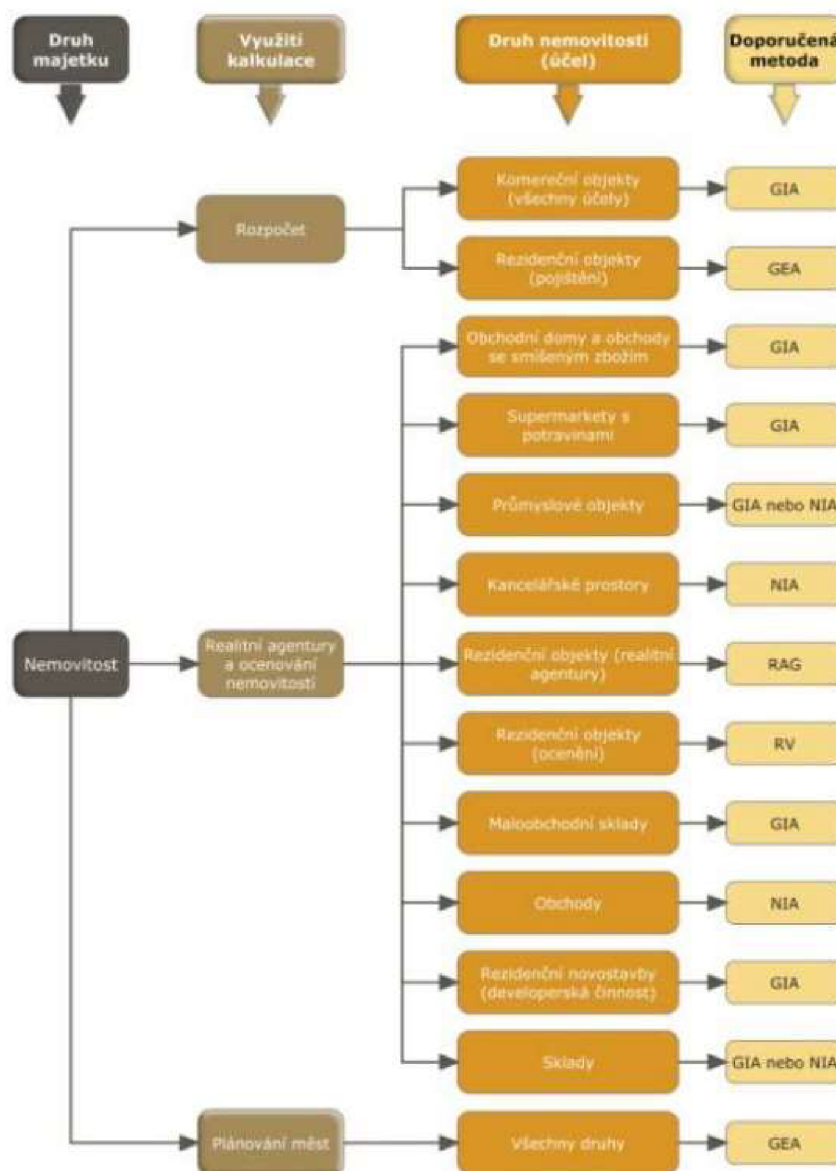 Druh
majetku
Využití
kalkulace
Druh nemovitosti
(účel)
Doporučená
metoda
Komereční objekty
(všechny účely)
GIA
Rozpočet
Rezidenční objekty
(pojištění)
GEA
Obchodní domy a obchody
se smíšeným zbožím
GIA
Supermarkety s
potravinami
GIA
Průmyslové objekty
GIA nebo NIA
Kancelářské prostory
NIA
Nemovitost
Realitní agentury
a ocenování
nemovitostí
Rezidenční objekty (realitní
agentury)
RAG
Rezidenční objekty
(ocenění)
RV
Maloobchodní sklady
GIA
Obchody
NIA
Rezidenční novostavby
(developerská činnost)
GIA
Sklady
GIA nebo NIA
Plánování měst
Všechny druhy
GEA